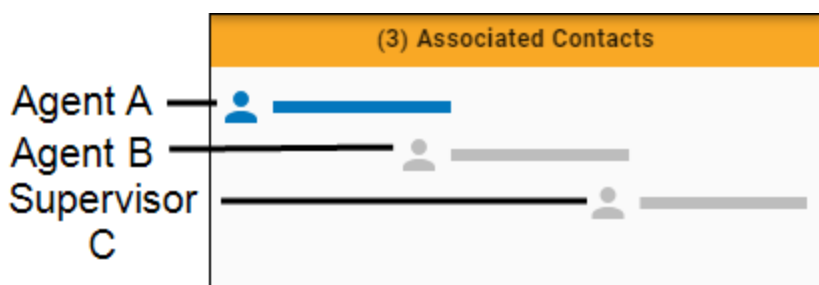 (3) Associated Contacts
Agent A
Agent B
Supervisor
C